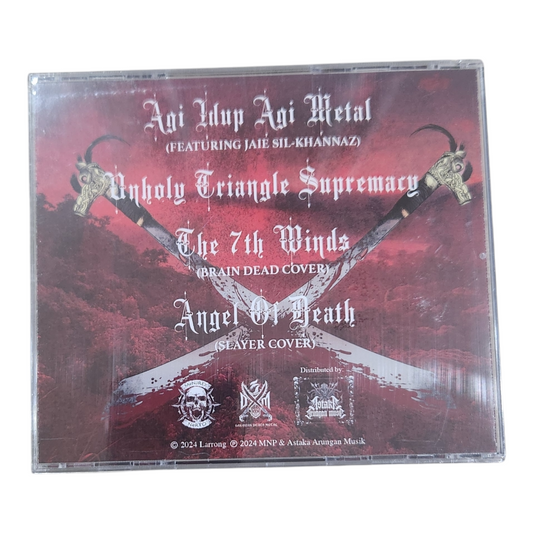 Agi Idup Agi Metal
(FEATURING JAIE SIL-KHANNAZ)
Unholy Triangle Supremacy
The 7th Winds
(BRAIN DEAD COVER)
Angel Of Death
(SLAYER COVER)
Distributed by:
© 2024 Larrong ℗ 2024 MNP & Astaka Arungan Musik